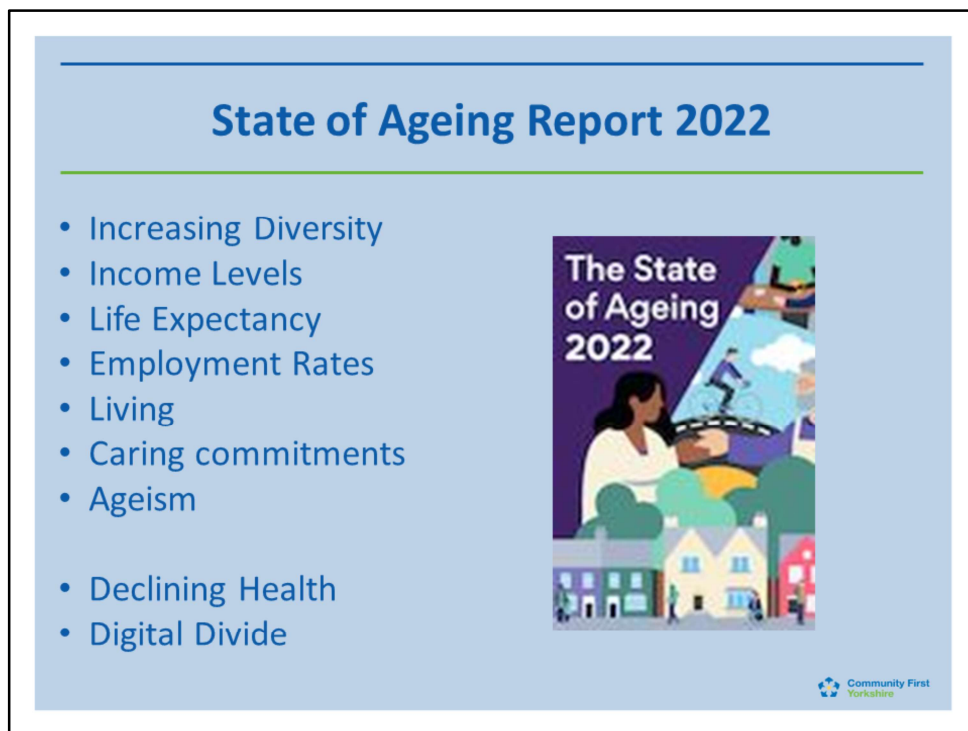 State of Ageing Report 2022
• Increasing Diversity
• Income Levels
• Life Expectancy
• Employment Rates
• Living
• Caring commitments
• Ageism
• Declining Health
• Digital Divide
The State
of Ageing
2022
Community First
Yorkshire